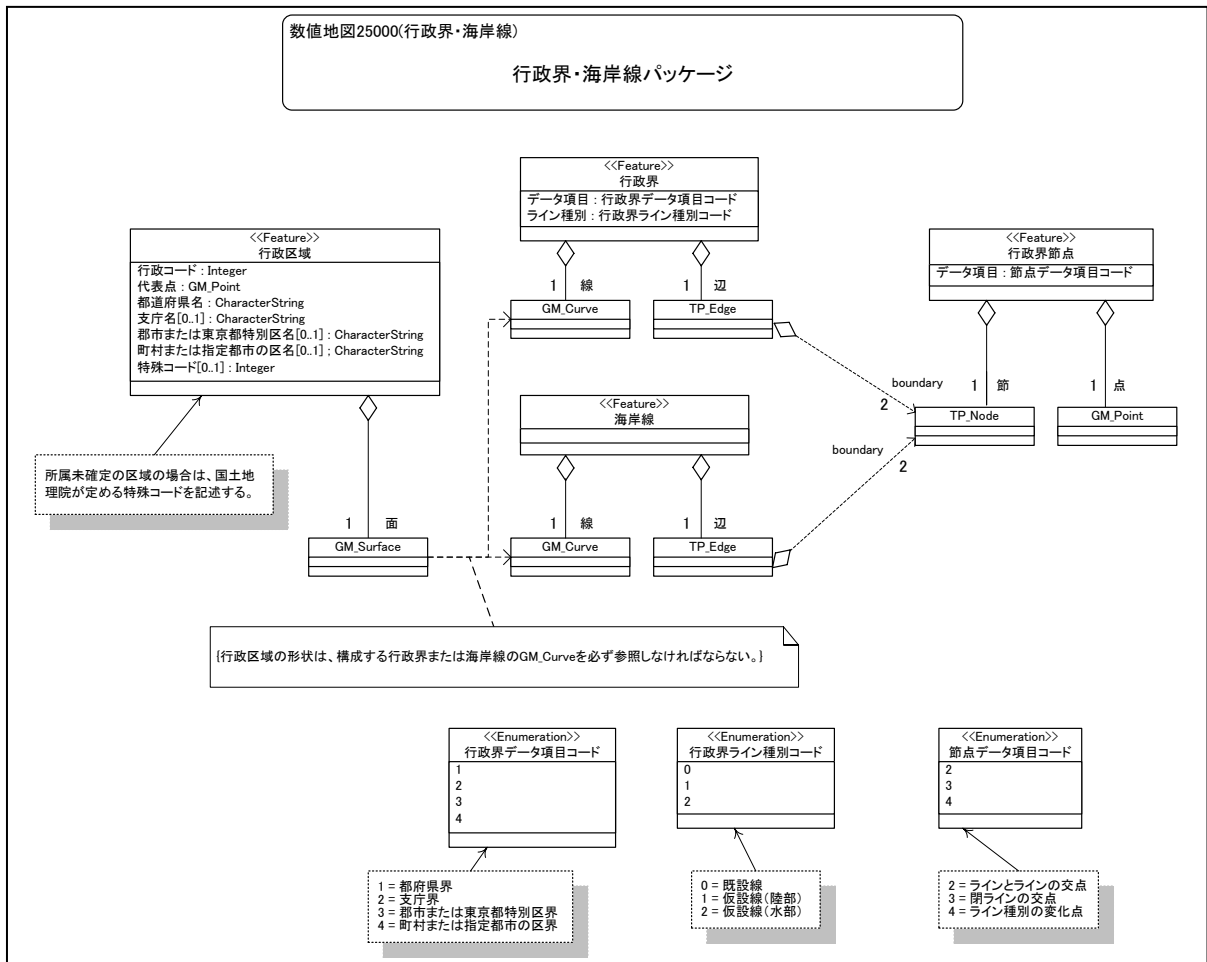 数値地図25000(行政界・海岸線)
行政界・海岸線パッケージ
<<Feature>>
行政界
データ項目 : 行政界データ項目コード
ライン種別 : 行政界ライン種別コード
1 線
GM_Curve
1 辺
TP_Edge
<<Feature>>
行政区域
行政コード : Integer
代表点 : GM_Point
都道府県名 : CharacterString
支庁名[0..1] : CharacterString
郡市または東京都特別区名[0..1] : CharacterString
町村または指定都市の区名[0..1] ; CharacterString
特殊コード[0..1] : Integer
<<Feature>>
行政界節点
データ項目 : 節点データ項目コード
1 節
TP_Node
1 点
GM_Point
boundary
2
boundary
2
<<Feature>>
海岸線
1 線
GM_Curve
1 辺
TP_Edge
所属未確定の区域の場合は、国土地
理院が定める特殊コードを記述する。
1 面
GM_Surface
{行政区域の形状は、構成する行政界または海岸線のGM_Curveを必ず参照しなければならない。}
<<Enumeration>>
行政界データ項目コード
1
2
3
4
1 = 都府県界
2 = 支庁界
3 = 郡市または東京都特別区界
4 = 町村または指定都市の区界
<<Enumeration>>
行政界ライン種別コード
0
1
2
0 = 既設線
1 = 仮設線(陸部)
2 = 仮設線(水部)
<<Enumeration>>
節点データ項目コード
2
3
4
2 = ラインとラインの交点
3 = 閉ラインの交点
4 = ライン種別の変化点